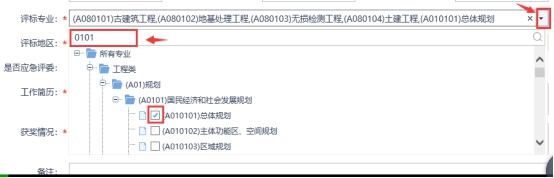 评标专业: * (A080101)古建筑工程,(A080102)地基处理工程,(A080103)无损检测工程,(A080104)土建工程,(A010101)总体规划
评标地区: * 0101
所有专业
是否应急评委: 工程类
(A01)规划
工作简历: * (A0101)国民经济和社会发展规划
(A010101)总体规划
获奖情况: * (A010102)主体功能区、空间规划
(A010103)区域规划
备注: